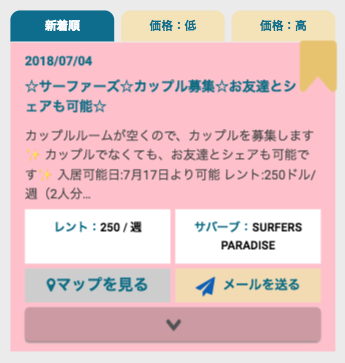 新着順 価格：低 価格：高
2018/07/04
☆サーファーズ☆カップル募集☆お友達とシ
ェアも可能☆
カップルルームが空くので、カップルを募集します
✨ カップルでなくても、お友達とシェアも可能で
す✨ 入居可能日:7月17日より可能 レント:250ドル/
週（2人分...
レント：250 / 週
サバーブ：SURFERS
PARADISE
マップを見る メールを送る